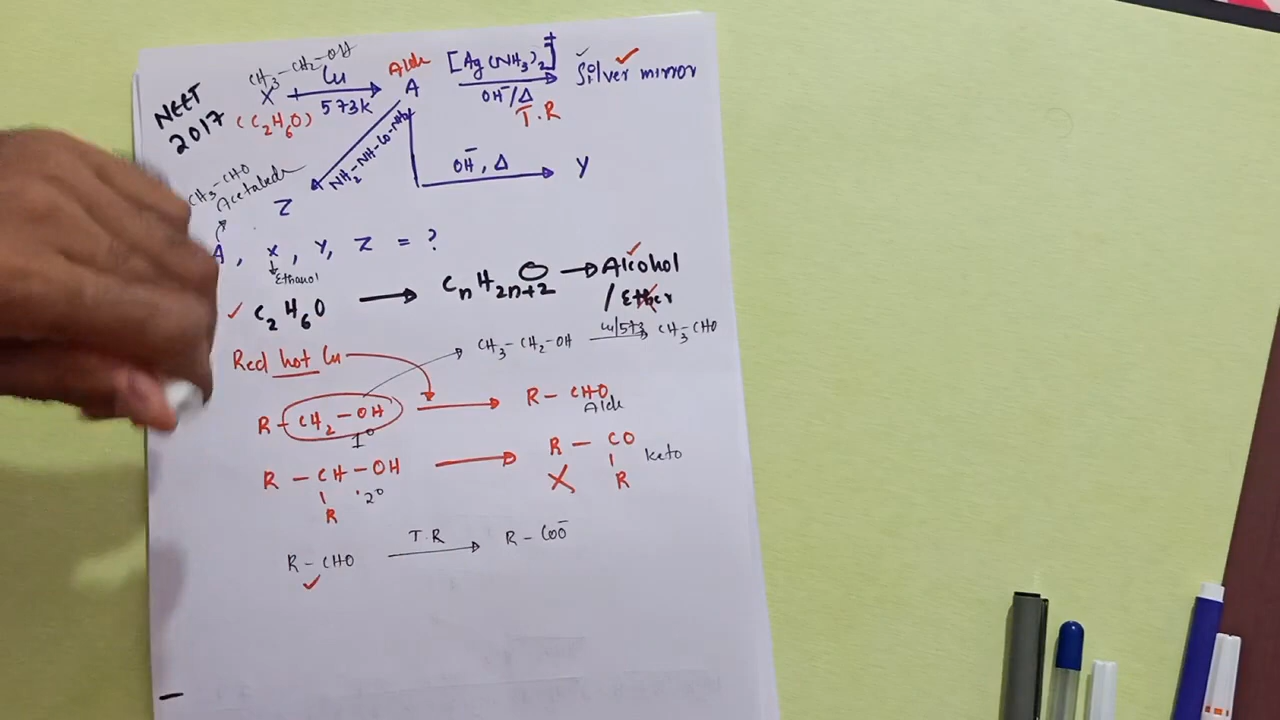 NEET
2017
CH3-CH2-OH
X Cu 573k A
(C2H6O)
Alde
[Ag(NH3)2]+ OH-/Δ Silver mirror
T.R
NH2-NH-CO-NH2
OH-, Δ Y
CH3-CHO
Z
A, X, Y, Z = ?
Ethanol
C2H6O → CnH2n+2O → Alcohol
/ Ether
CH3-CH2-OH Cu/573 CH3-CHO
Red hot Cu
R-CH2-OH → R-CHO
1° Alde
R-CH-OH → R-CO
R 2° X R keto
R-CHO T.R → R-COO-